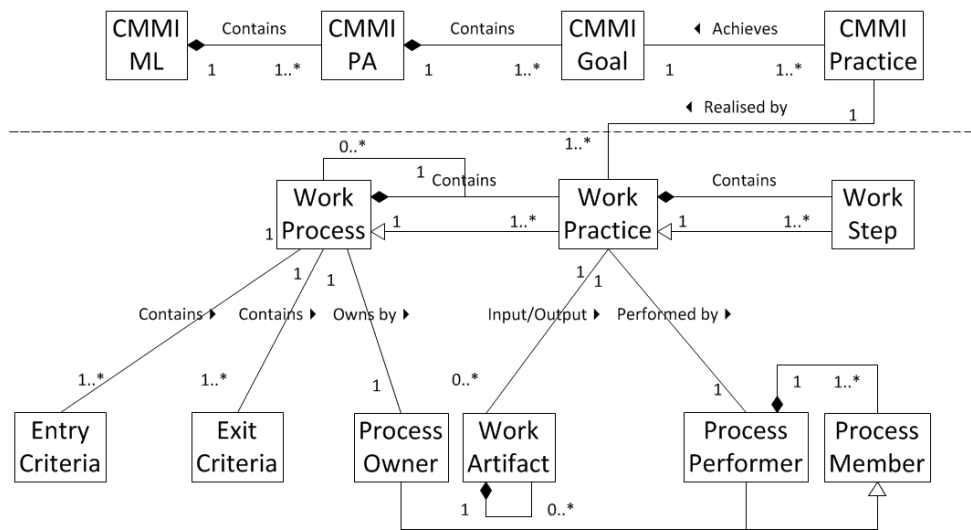 CMMI
ML
Contains
1
1..*
CMMI
PA
Contains
1
1..*
CMMI
Goal
Achieves
1
1..*
CMMI
Practice
Realised by
1
1..*
0..*
1
Work
Process
Contains
1
1..*
Work
Practice
Contains
1
1..*
Work
Step
1
1
1
1
1
Contains
Contains
Owns by
Input/Output
Performed by
1..*
1..*
1
0..*
1
1
1..*
Entry
Criteria
Exit
Criteria
Process
Owner
Work
Artifact
Process
Performer
Process
Member
1
0..*